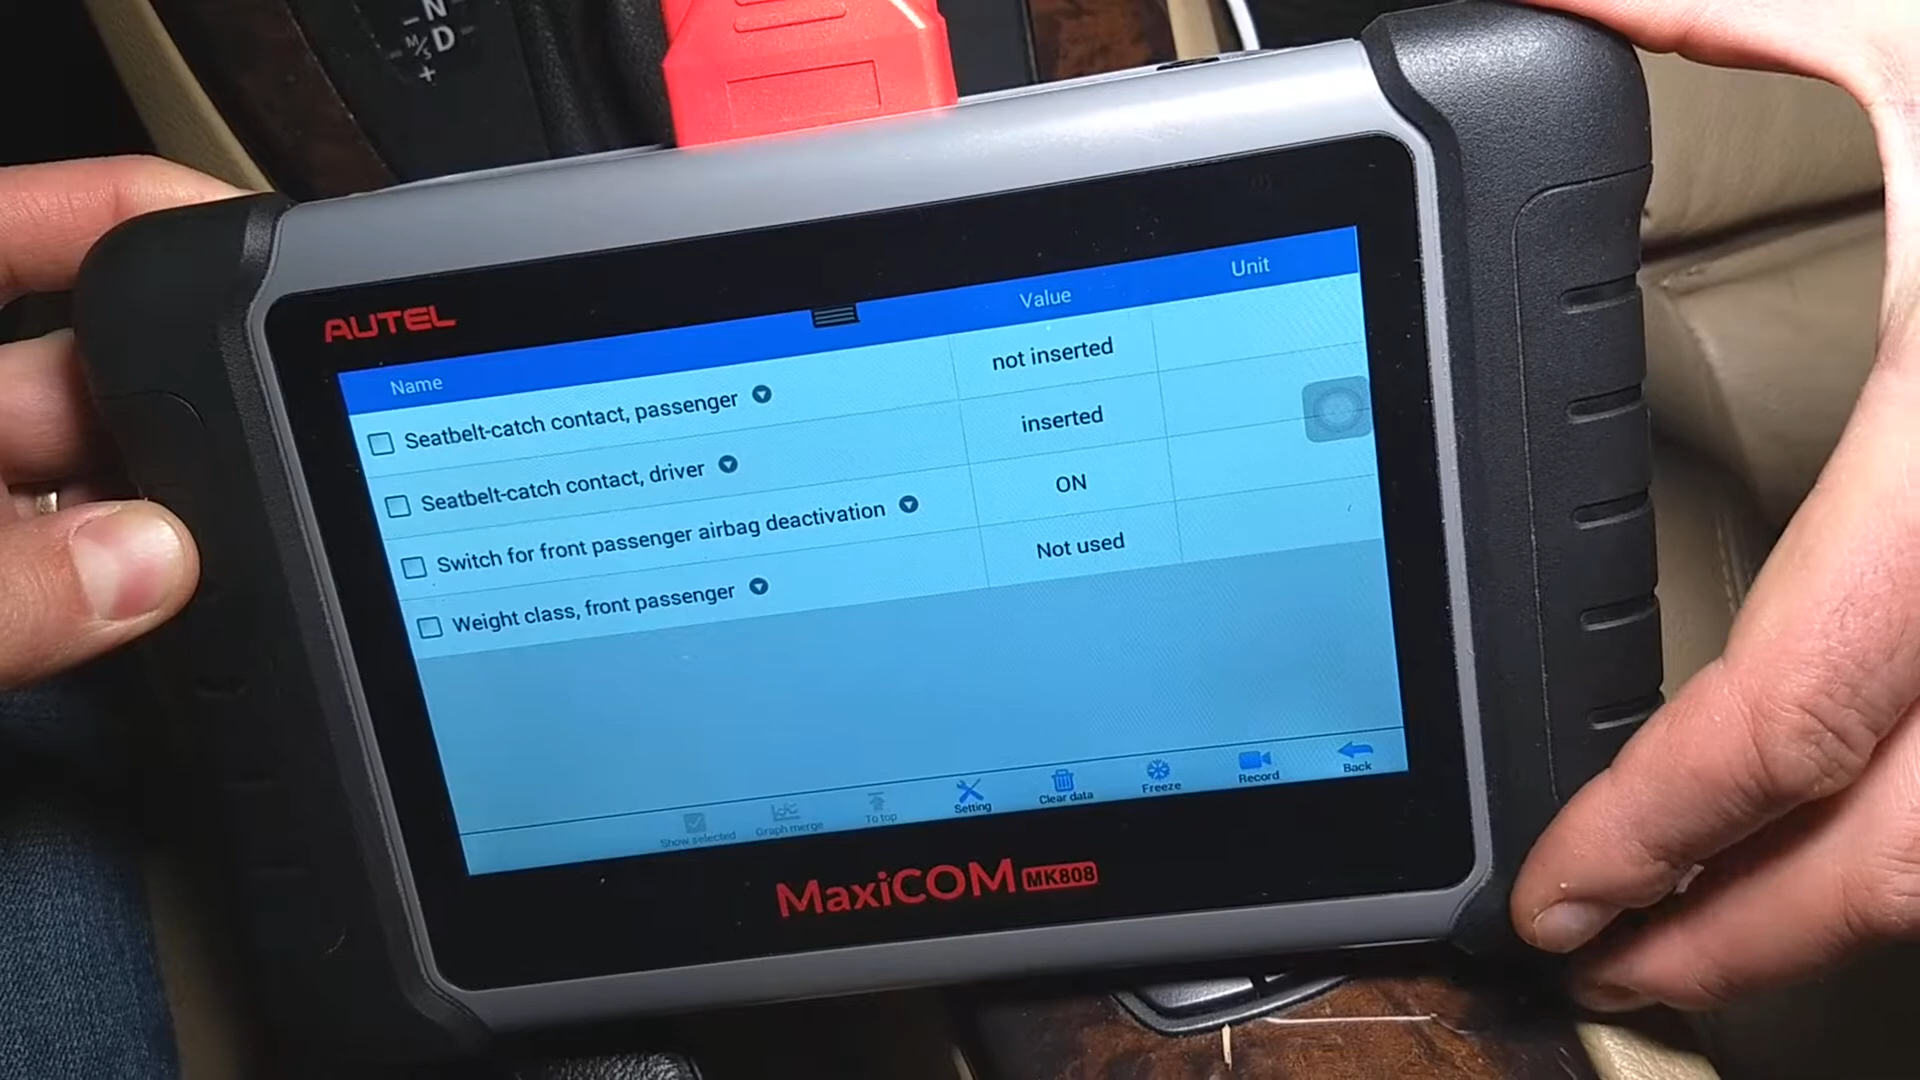 N
M/S D
+
AUTEL
Name Value Unit
Seatbelt-catch contact, passenger not inserted
Seatbelt-catch contact, driver inserted
Switch for front passenger airbag deactivation ON
Weight class, front passenger Not used
Show selected Graph merge To top Setting Clear data Freeze Record Back
MaxiCOM MK808